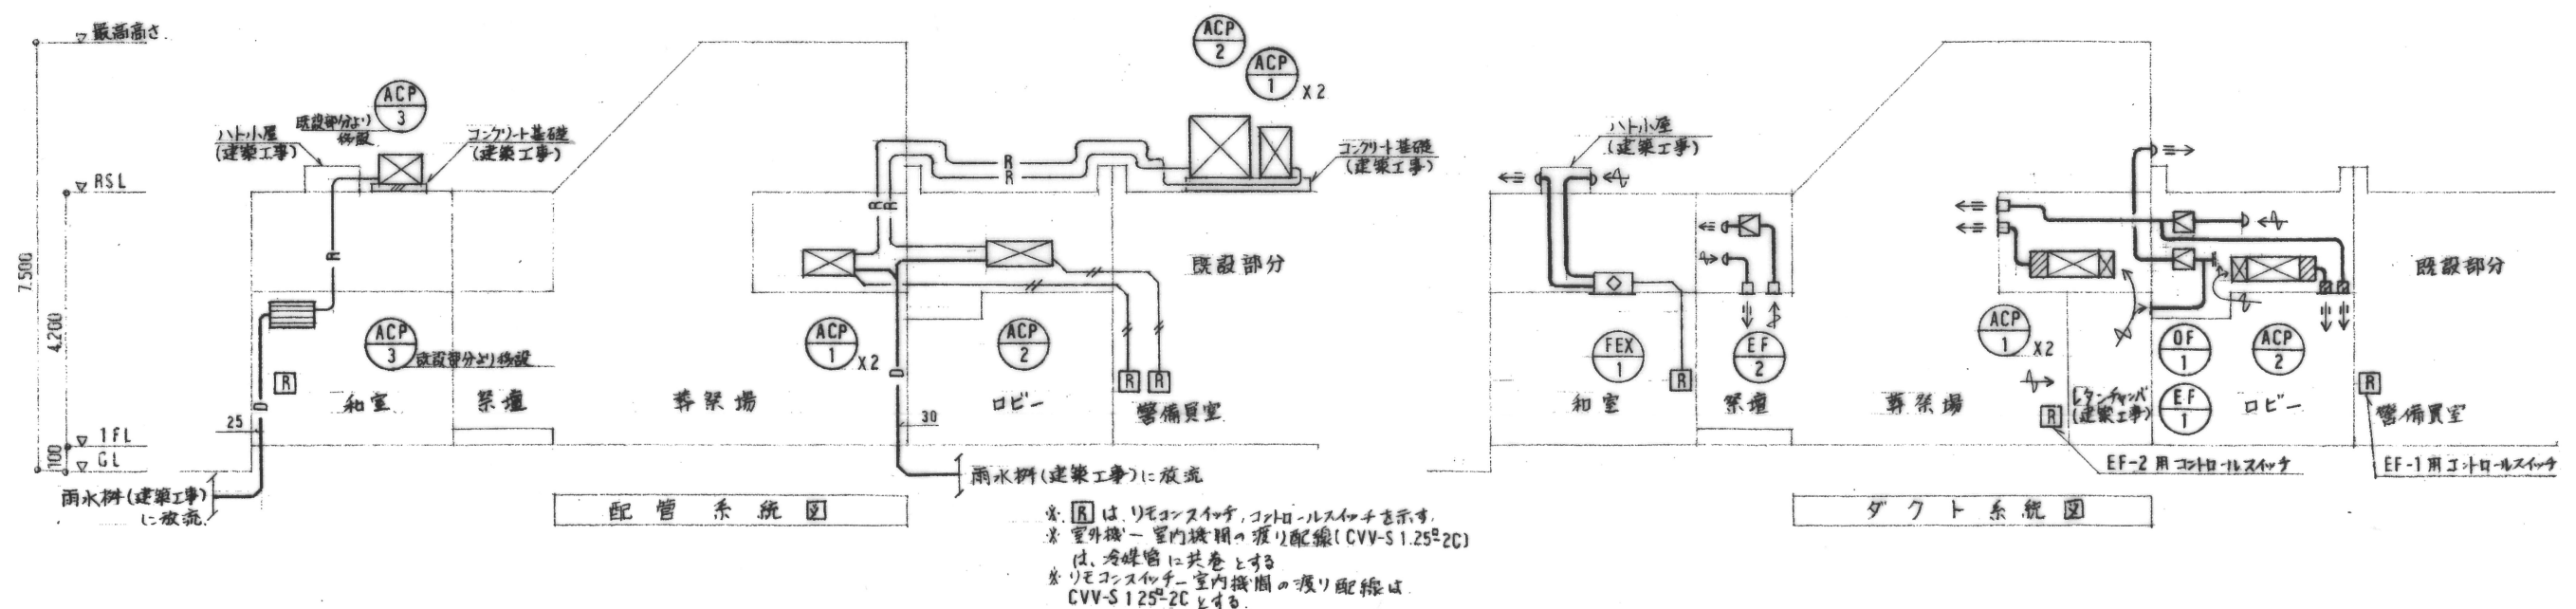 最高高さ
ACP
3
既設部分より
移設
ハト小屋
(建築工事)
コンクリート基礎
(建築工事)
RSL
7.500
4.200
100
1FL
GL
R
ACP
3
既設部分より移設
R
和室
祭壇
D
25
雨水桝(建築工事)
に放流
葬祭場
ACP
2
ACP
1
X2
コンクリート基礎
(建築工事)
R
R
R
R
既設部分
ACP
1
X2
ACP
2
D
30
ロビー
R
R
警備員室
雨水桝(建築工事)に放流
配管系統図
※ R は、リモコンスイッチ、コントロールスイッチを示す。
※ 室外機ー室内機間の渡り配線(CVV-S 1.25□-2C)
は、冷媒管に共巻とする
※ リモコンスイッチー室内機間の渡り配線は
CVV-S 1.25□-2Cとする。
ハト小屋
(建築工事)
FEX
1
R
和室
EF
2
祭壇
葬祭場
ACP
1
X2
R
レタンチャンバ
(建築工事)
OF
1
EF
1
ACP
2
ロビー
既設部分
R
警備員室
EF-2 用コントロールスイッチ
EF-1 用コントロールスイッチ
ダクト系統図